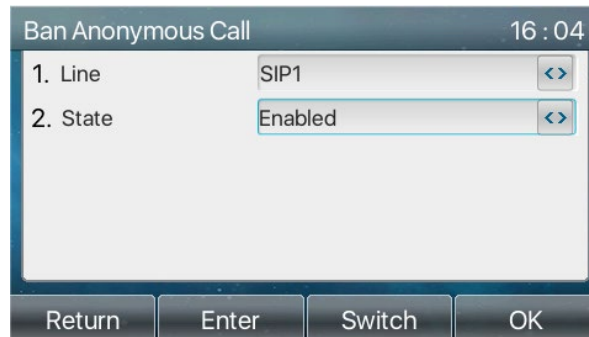 Ban Anonymous Call 16:04
1. Line SIP1 <>
2. State Enabled <>
Return Enter Switch OK